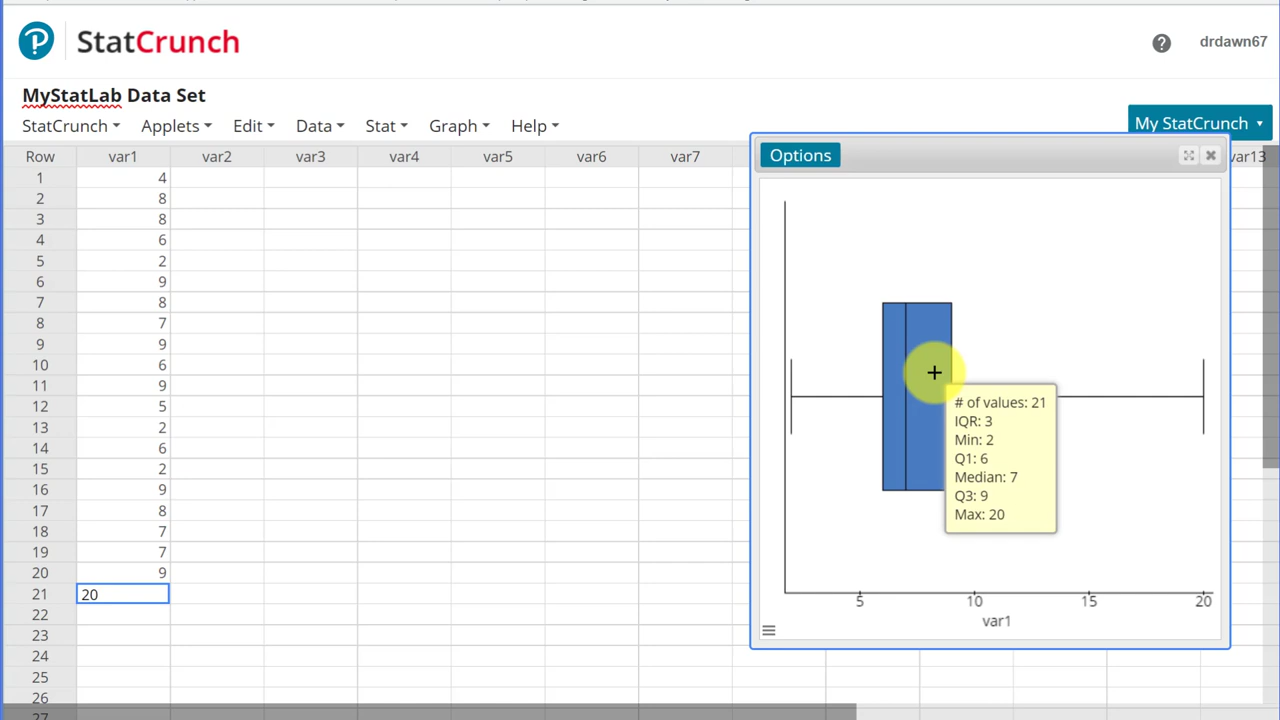 StatCrunch
drdawn67
MyStatLab Data Set
StatCrunch Applets Edit Data Stat Graph Help
My StatCrunch
Row var1 var2 var3 var4 var5 var6 var7 var13
1 4
2 8
3 8
4 6
5 2
6 9
7 8
8 7
9 9
10 6
11 9
12 5
13 2
14 6
15 2
16 9
17 8
18 7
19 7
20 9
21 20
22
23
24
25
26
27
Options
# of values: 21
IQR: 3
Min: 2
Q1: 6
Median: 7
Q3: 9
Max: 20
5 10 15 20
var1